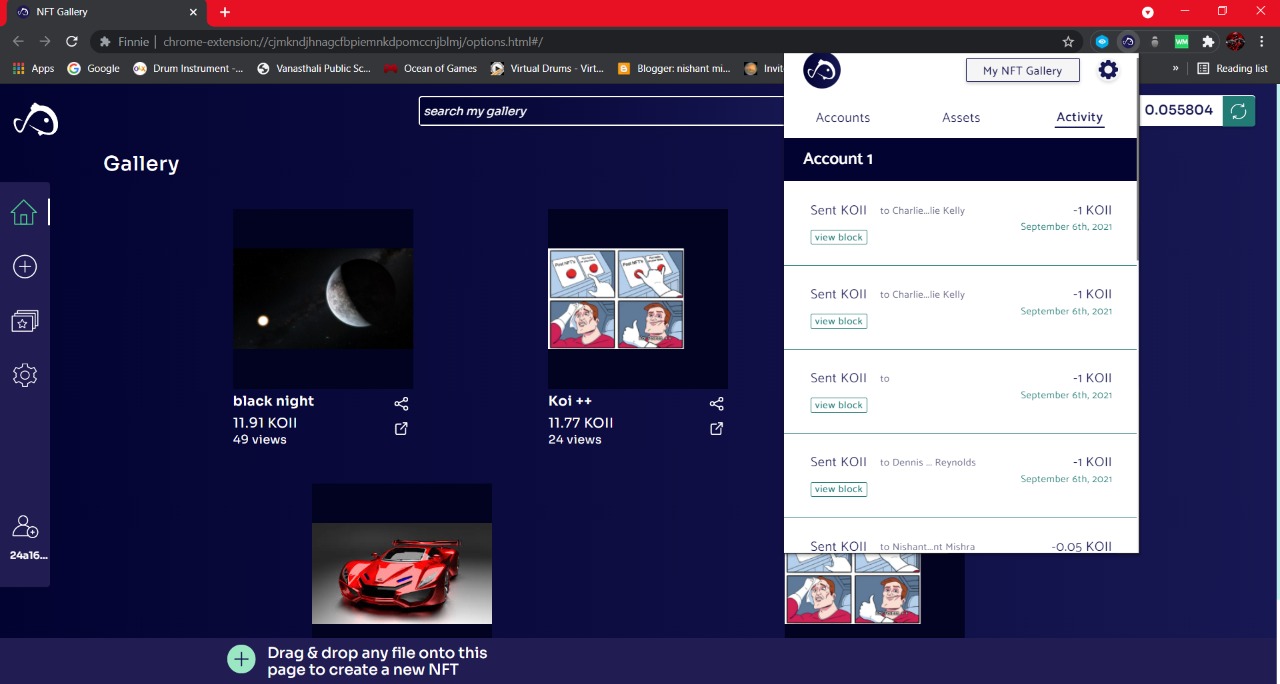 NFT Gallery
Finnie | chrome-extension://cjmkndjhnagcfbpiemnkdpomccnjblmj/options.html#/
WM
Apps Google Drum Instrument -... Vanasthali Public Sc... Ocean of Games Virtual Drums - Virt... Blogger: nishant mi... Invit » Reading list
search my gallery
0.055804
Gallery
24a16...
black night
11.91 KOII
49 views
Koi ++
11.77 KOII
24 views
My NFT Gallery
Accounts Assets Activity
Account 1
Sent KOII to Charlie...lie Kelly -1 KOII
view block September 6th, 2021
Sent KOII to Charlie...lie Kelly -1 KOII
view block September 6th, 2021
Sent KOII to -1 KOII
view block September 6th, 2021
Sent KOII to Dennis ... Reynolds -1 KOII
view block September 6th, 2021
Sent KOII to Nishant...nt Mishra -0.05 KOII
Drag & drop any file onto this
page to create a new NFT